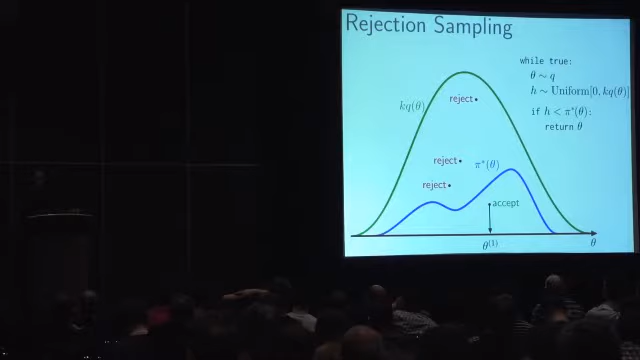 Rejection Sampling
while true:
θ ∼ q
h ∼ Uniform[0, kq(θ)]
if h < π*(θ):
return θ
kq(θ)
reject
reject
π*(θ)
reject
accept
θ⁽¹⁾
θ